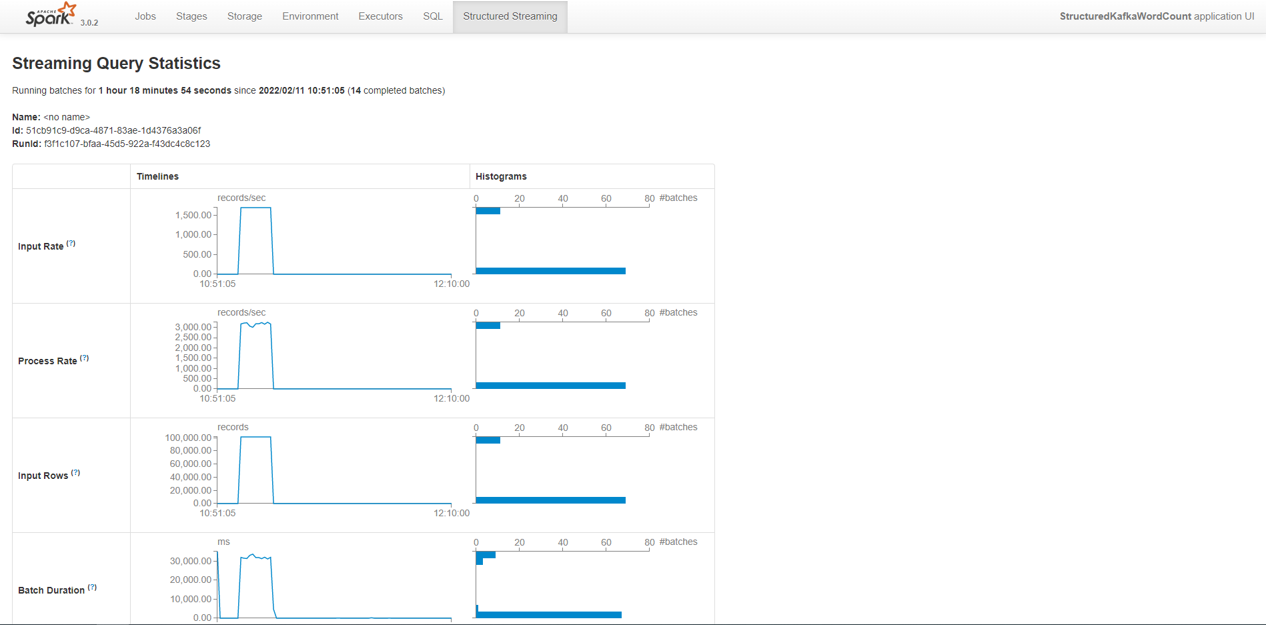 APACHE
Spark 3.0.2 Jobs Stages Storage Environment Executors SQL Structured Streaming StructuredKafkaWordCount application UI
Streaming Query Statistics
Running batches for 1 hour 18 minutes 54 seconds since 2022/02/11 10:51:05 (14 completed batches)
Name: <no name>
Id: 51cb91c9-d9ca-4871-83ae-1d4376a3a06f
RunId: f3f1c107-bfaa-45d5-922a-f43dc4c8c123
Timelines Histograms
Input Rate (?)
records/sec
1,500.00
1,000.00
500.00
0.00
10:51:05 12:10:00
0 20 40 60 80 #batches
Process Rate (?)
records/sec
3,000.00
2,500.00
2,000.00
1,500.00
1,000.00
500.00
0.00
10:51:05 12:10:00
0 20 40 60 80 #batches
Input Rows (?)
records
100,000.00
80,000.00
60,000.00
40,000.00
20,000.00
0.00
10:51:05 12:10:00
0 20 40 60 80 #batches
Batch Duration (?)
ms
30,000.00
20,000.00
10,000.00
0.00
0 20 40 60 80 #batches